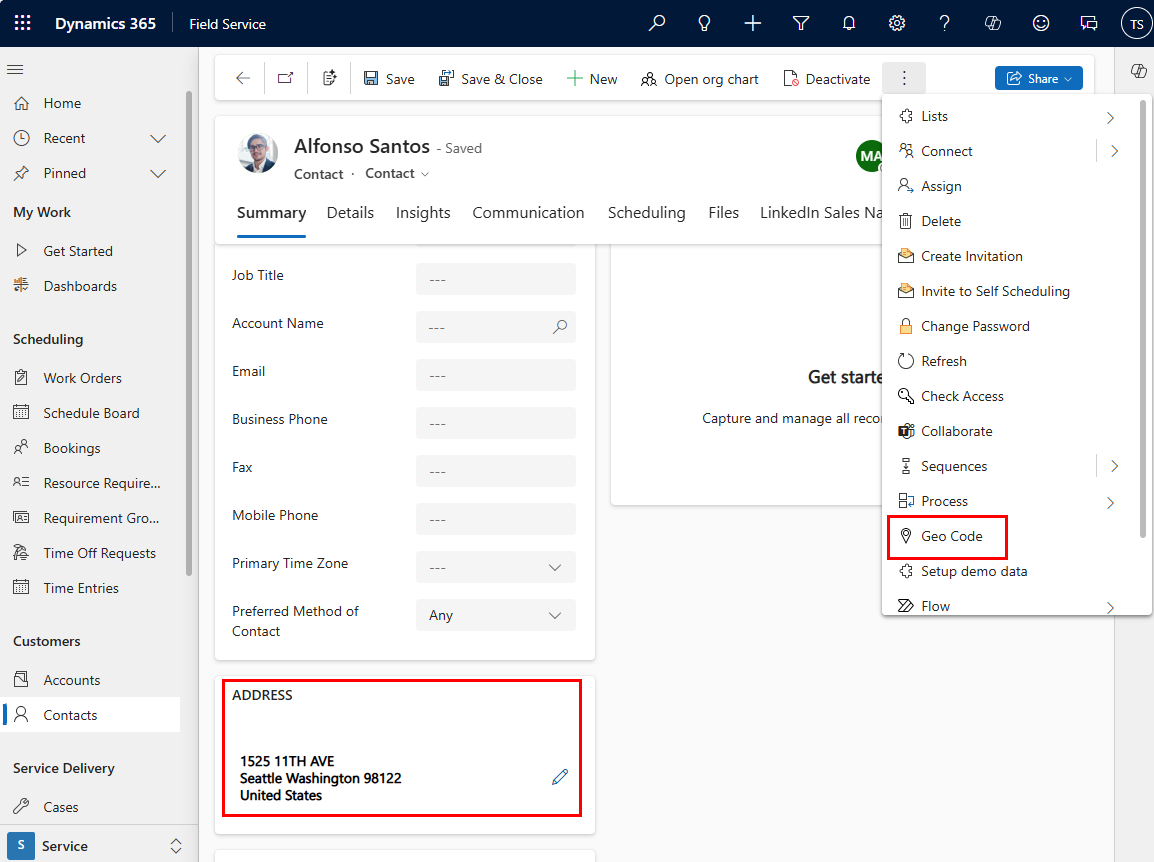 Dynamics 365
Field Service
TS
Save
Save & Close
New
Open org chart
Deactivate
Share
Home
Recent
Pinned
My Work
Get Started
Dashboards
Scheduling
Work Orders
Schedule Board
Bookings
Resource Require...
Requirement Gro...
Time Off Requests
Time Entries
Customers
Accounts
Contacts
Service Delivery
Cases
S
Service
Alfonso Santos - Saved
Contact · Contact
MA
Summary
Details
Insights
Communication
Scheduling
Files
LinkedIn Sales Na
Job Title
---
Account Name
---
Email
---
Business Phone
---
Fax
---
Mobile Phone
---
Primary Time Zone
---
Preferred Method of
Contact
Any
ADDRESS
1525 11TH AVE
Seattle Washington 98122
United States
Get starte
Capture and manage all reco
Lists
Connect
Assign
Delete
Create Invitation
Invite to Self Scheduling
Change Password
Refresh
Check Access
Collaborate
Sequences
Process
Geo Code
Setup demo data
Flow